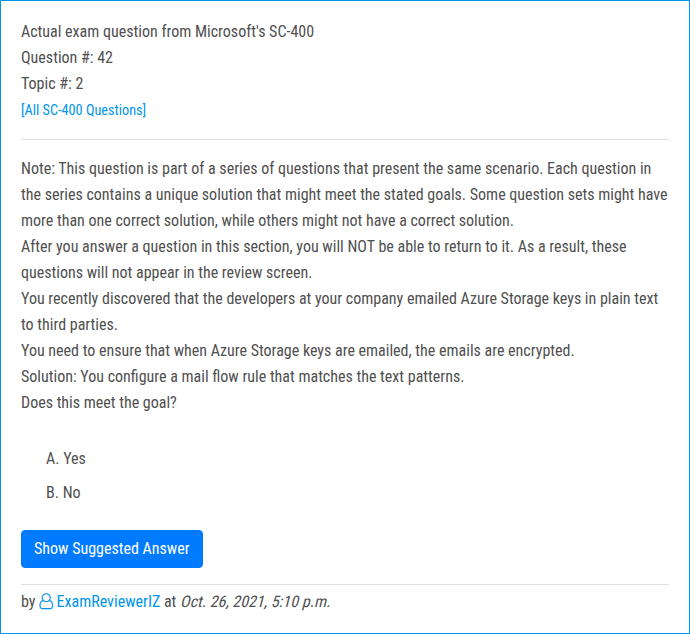 Actual exam question from Microsoft's SC-400
Question #: 42
Topic #: 2
[All SC-400 Questions]
Note: This question is part of a series of questions that present the same scenario. Each question in
the series contains a unique solution that might meet the stated goals. Some question sets might have
more than one correct solution, while others might not have a correct solution.
After you answer a question in this section, you will NOT be able to return to it. As a result, these
questions will not appear in the review screen.
You recently discovered that the developers at your company emailed Azure Storage keys in plain text
to third parties.
You need to ensure that when Azure Storage keys are emailed, the emails are encrypted.
Solution: You configure a mail flow rule that matches the text patterns.
Does this meet the goal?
A. Yes
B. No
Show Suggested Answer
by ExamReviewerIZ at Oct. 26, 2021, 5:10 p.m.